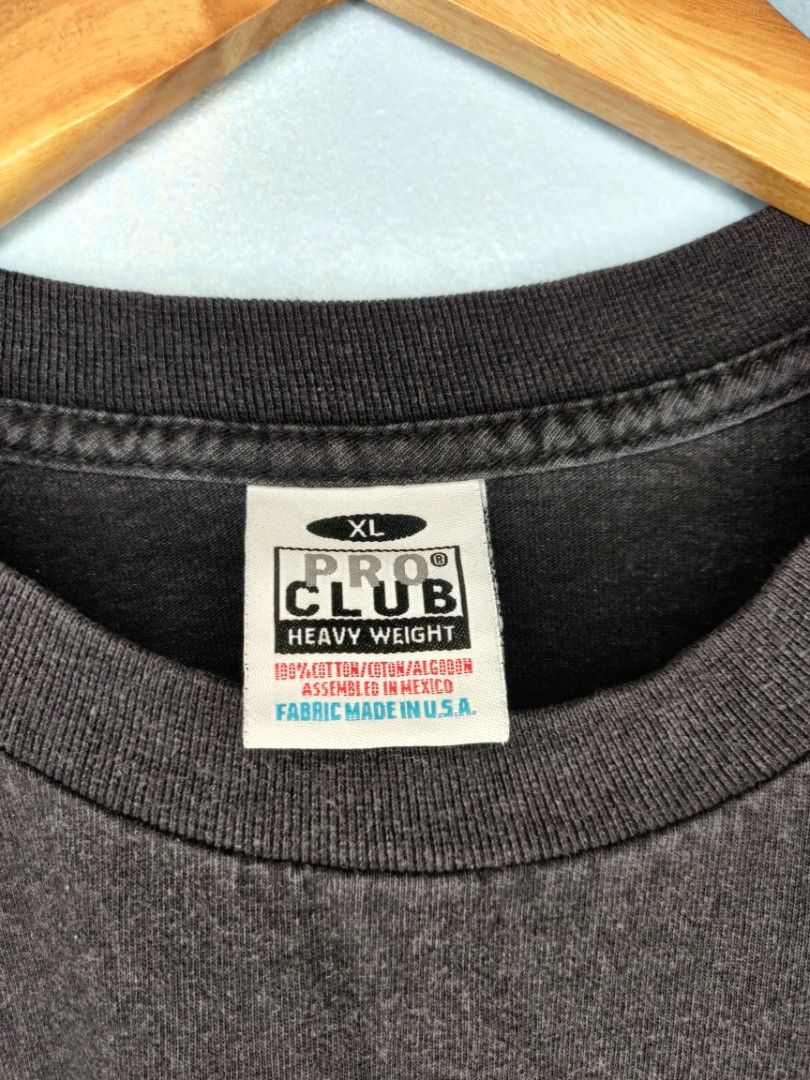 XL
PRO®
CLUB
HEAVY WEIGHT
100%COTTON/COTON/ALGODON
ASSEMBLED IN MEXICO
FABRIC MADE IN U.S.A.